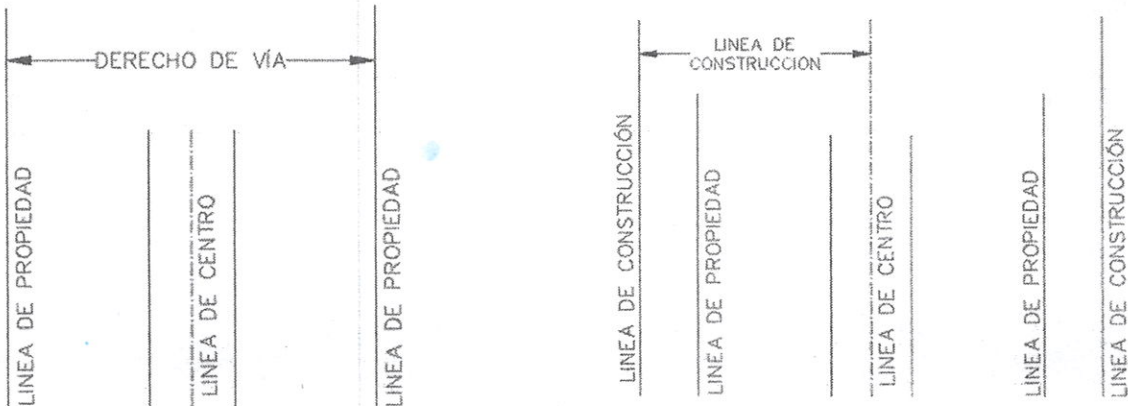 DERECHO DE VÍA
LINEA DE PROPIEDAD
LINEA DE CENTRO
LINEA DE PROPIEDAD
LINEA DE
CONSTRUCCION
LINEA DE CONSTRUCCIÓN
LINEA DE PROPIEDAD
LINEA DE CENTRO
LINEA DE PROPIEDAD
LINEA DE CONSTRUCCIÓN